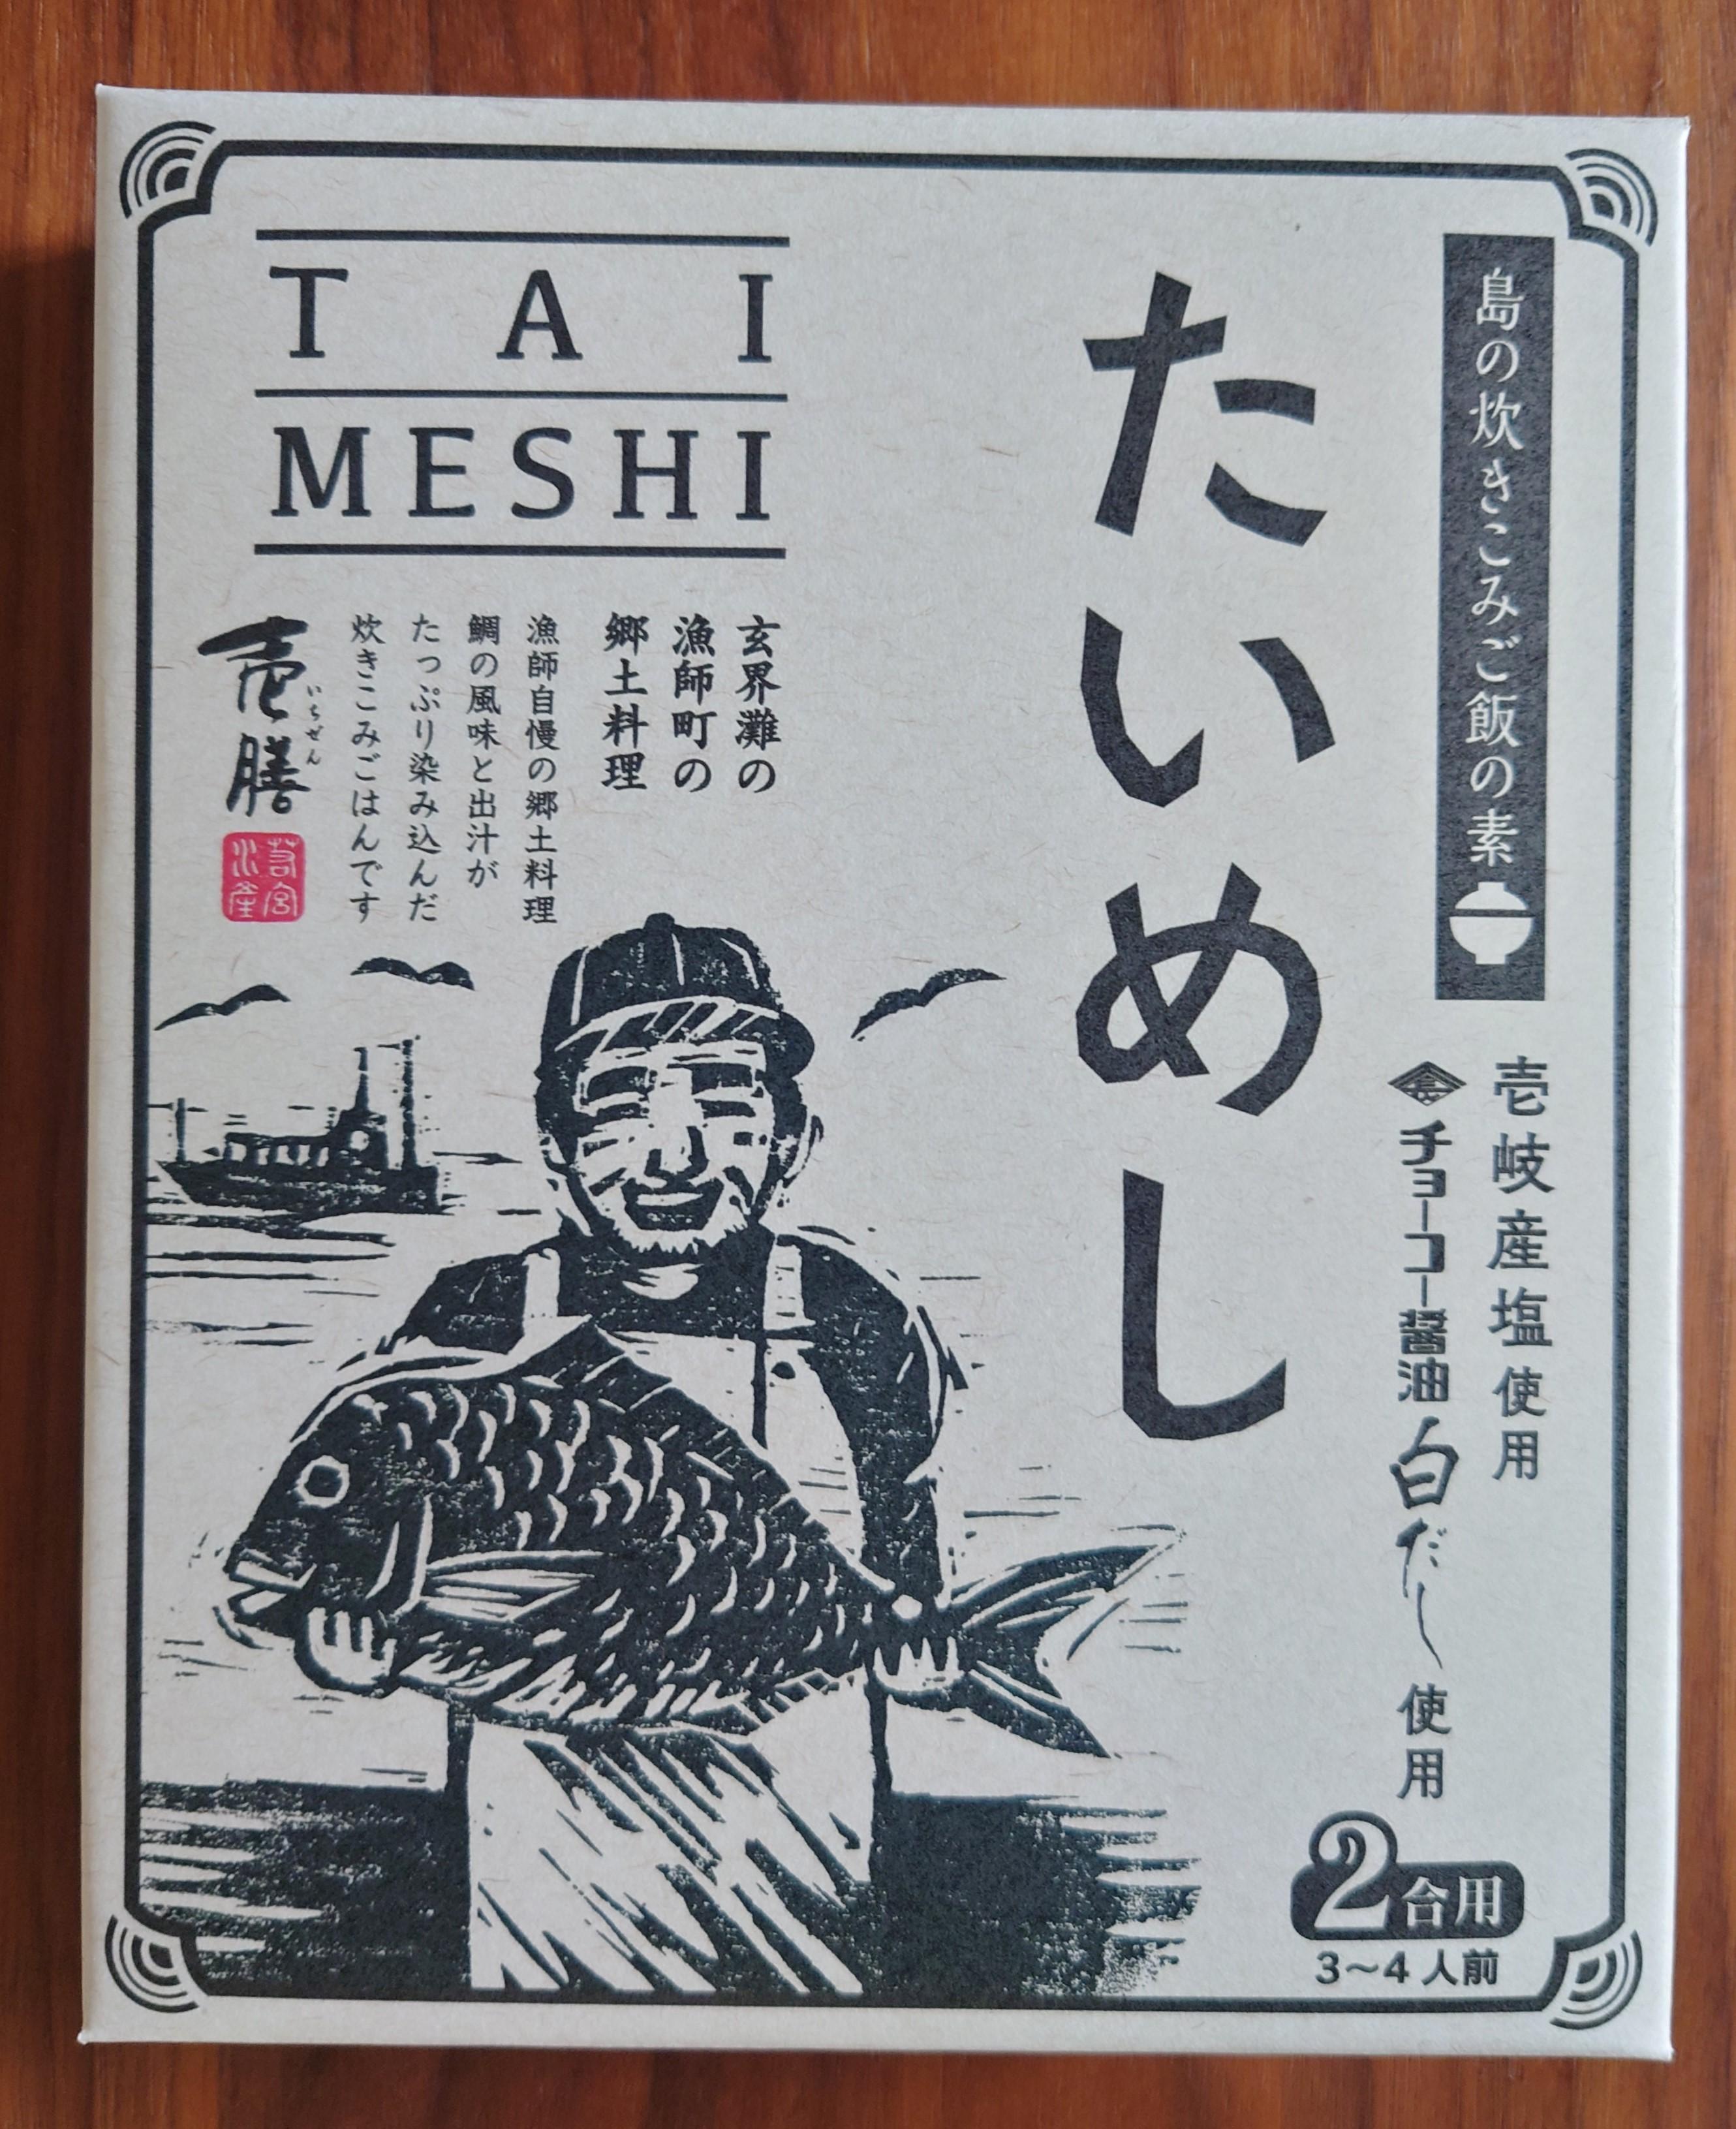 島の炊きこみご飯の素
たいめし
TAI
MESHI
玄界灘の
漁師町の
郷土料理
漁師自慢の郷土料理
鯛の風味と出汁が
たっぷり染み込んだ
炊きこみごはんです
壱膳
いちぜん
若宮
水産
壱岐産塩使用
チョーコー醤油白だし使用
2合用
3〜4人前